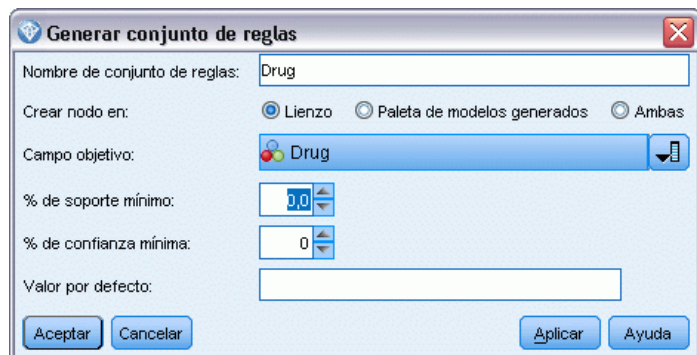 Generar conjunto de reglas
Nombre de conjunto de reglas: Drug
Crear nodo en: Lienzo Paleta de modelos generados Ambas
Campo objetivo: Drug
% de soporte mínimo: 0,0
% de confianza mínima: 0
Valor por defecto:
Aceptar Cancelar Aplicar Ayuda